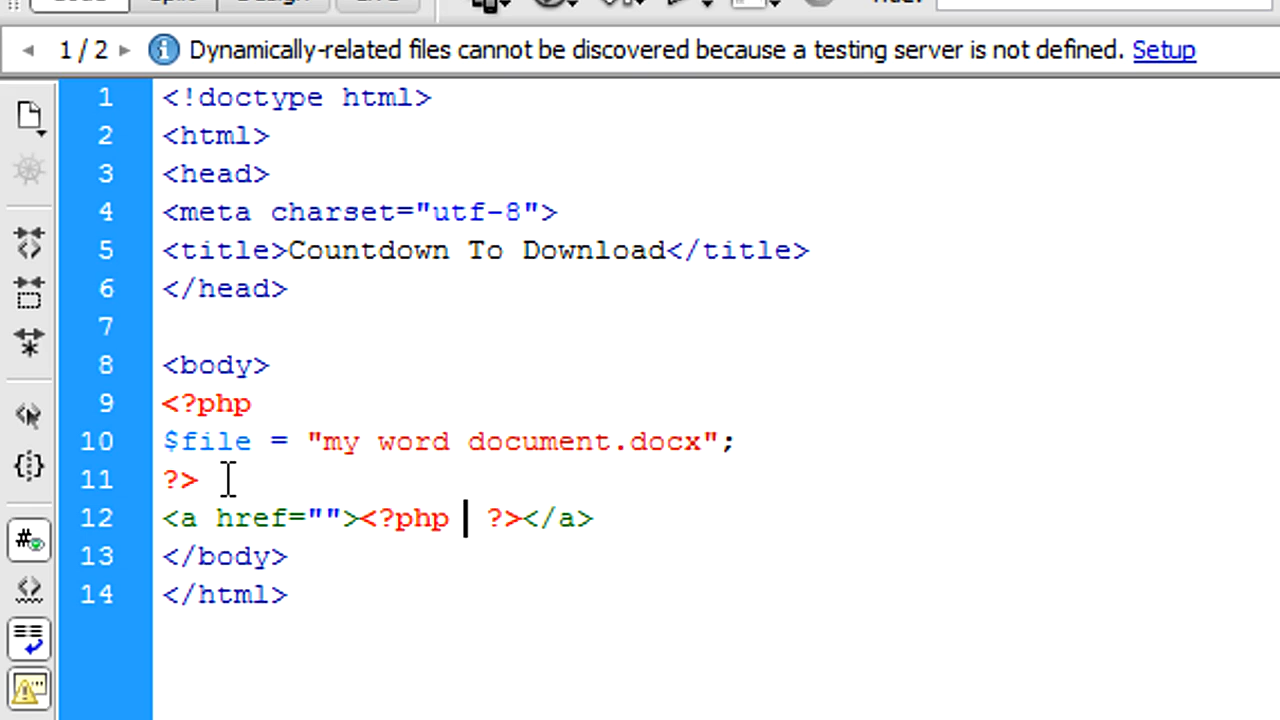 1 / 2 Dynamically-related files cannot be discovered because a testing server is not defined. Setup
1 <!doctype html>
2 <html>
3 <head>
4 <meta charset="utf-8">
5 <title>Countdown To Download</title>
6 </head>
7
8 <body>
9 <?php
10 $file = "my word document.docx";
11 ?>
12 <a href=""><?php  ?></a>
13 </body>
14 </html>